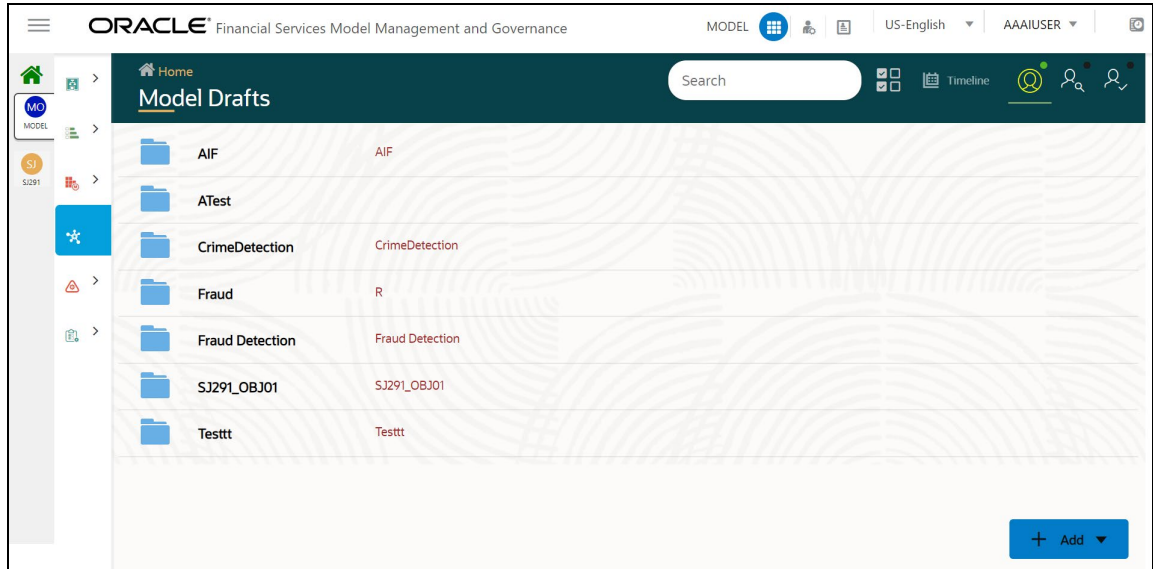 ORACLE® Financial Services Model Management and Governance MODEL US-English AAAIUSER
Home
Model Drafts
Search
Timeline
MO
MODEL
SJ
SJ291
AIF AIF
ATest
CrimeDetection CrimeDetection
Fraud R
Fraud Detection Fraud Detection
SJ291_OBJ01 SJ291_OBJ01
Testtt Testtt
+ Add